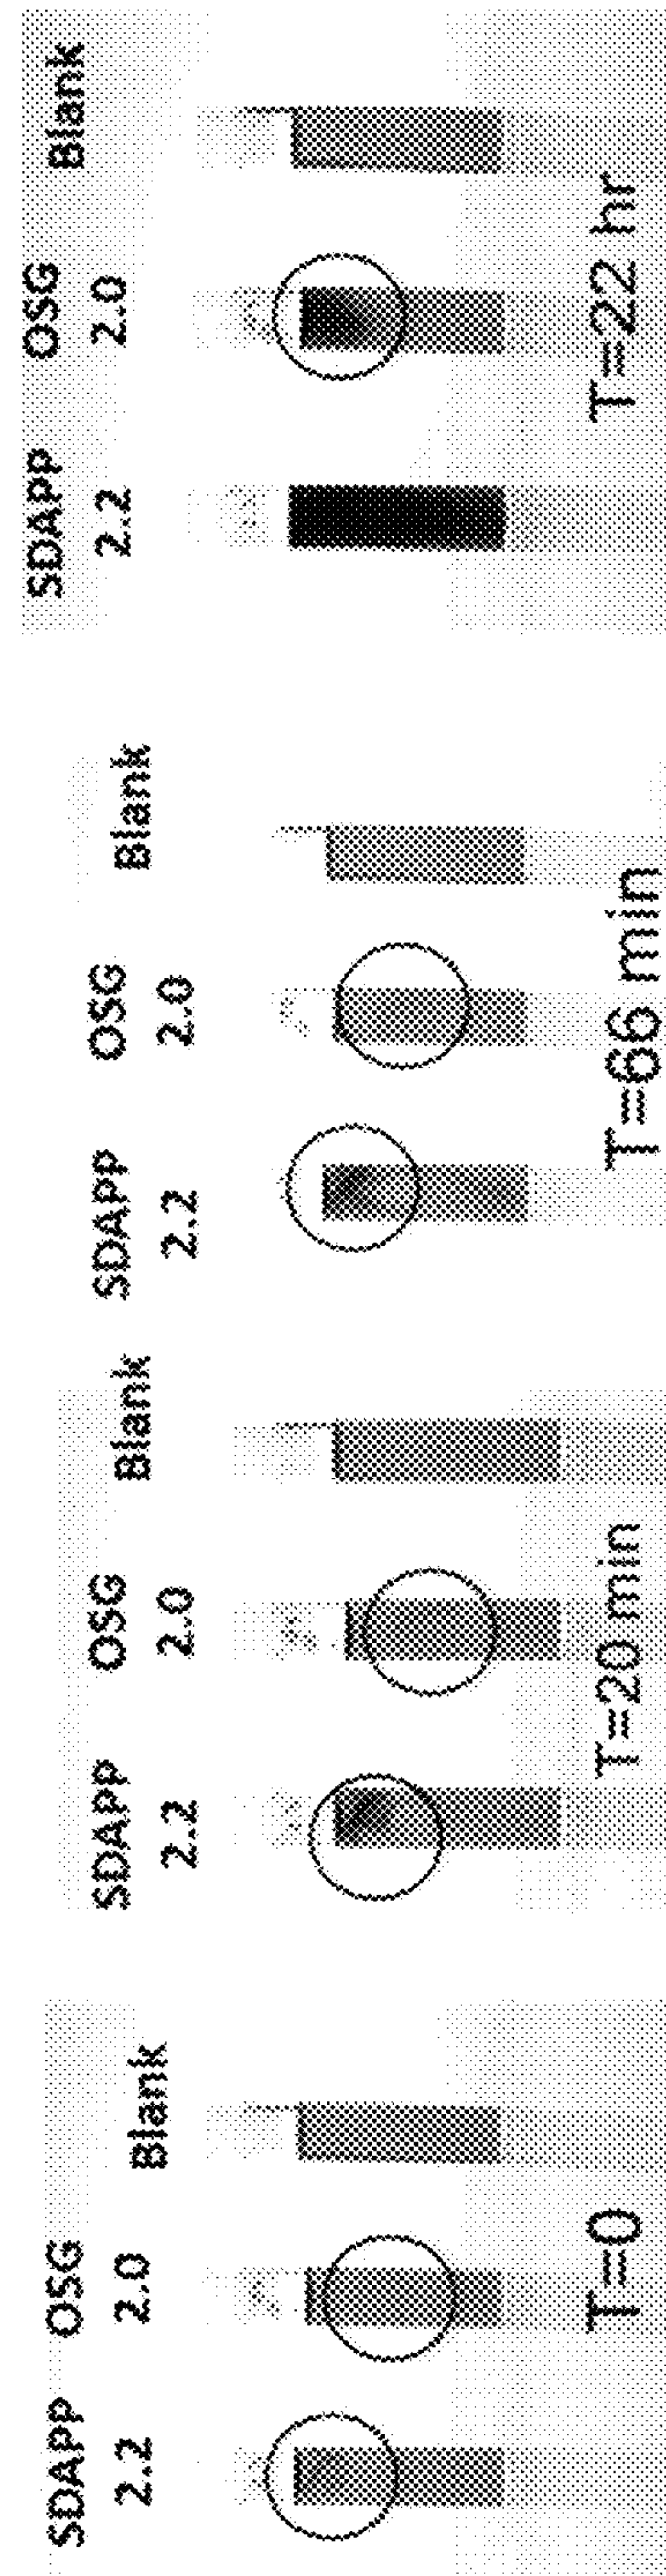 SDAPP OSG Blank
2.2 2.0
T=0
SDAPP OSG Blank
2.2 2.0
T=20 min
SDAPP OSG Blank
2.2 2.0
T=66 min
SDAPP OSG Blank
2.2 2.0
T=22 hr